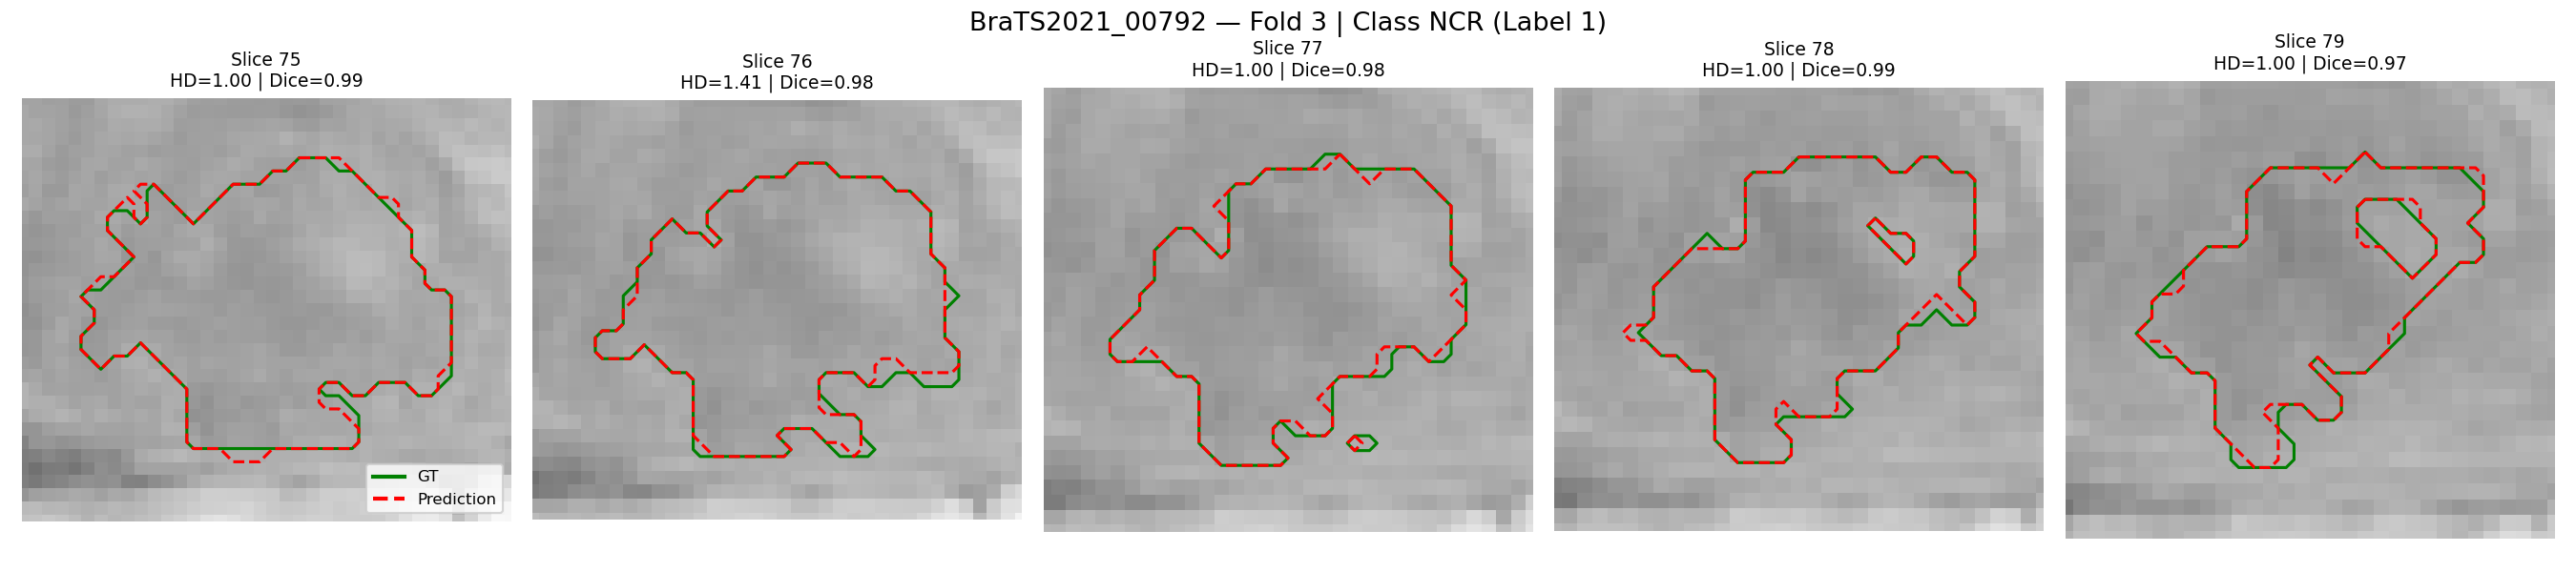 BraTS2021_00792 — Fold 3 | Class NCR (Label 1)
Slice 75
HD=1.00 | Dice=0.99
Slice 76
HD=1.41 | Dice=0.98
Slice 77
HD=1.00 | Dice=0.98
Slice 78
HD=1.00 | Dice=0.99
Slice 79
HD=1.00 | Dice=0.97
GT
Prediction